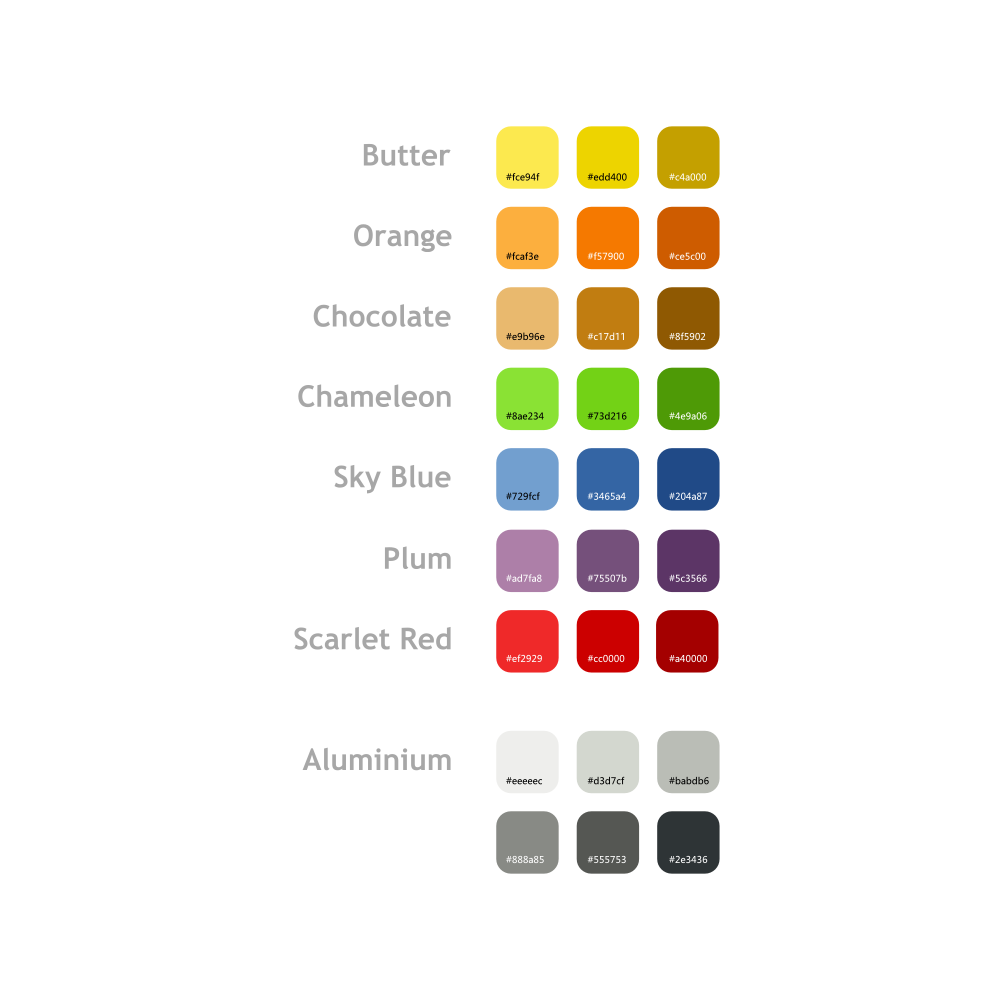 Butter #fce94f #edd400 #c4a000
Orange #fcaf3e #f57900 #ce5c00
Chocolate #e9b96e #c17d11 #8f5902
Chameleon #8ae234 #73d216 #4e9a06
Sky Blue #729fcf #3465a4 #204a87
Plum #ad7fa8 #75507b #5c3566
Scarlet Red #ef2929 #cc0000 #a40000
Aluminium #eeeeec #d3d7cf #babdb6
#888a85 #555753 #2e3436